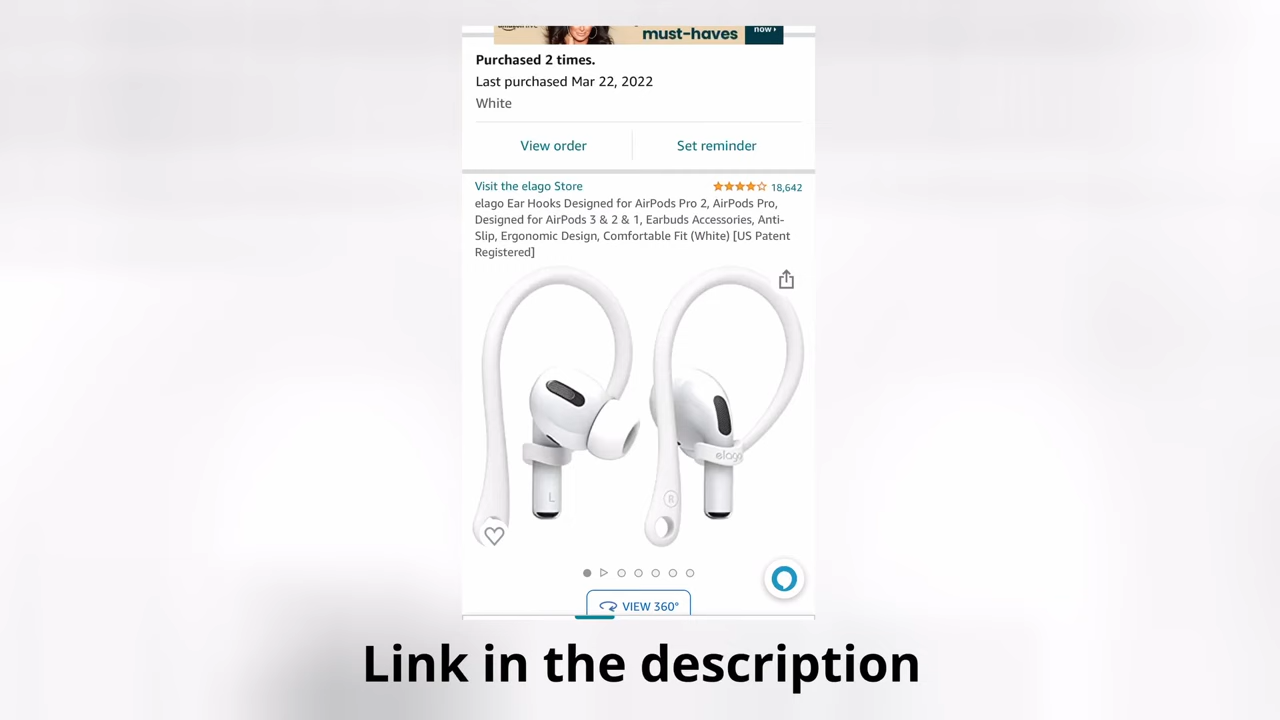 must-haves
now ›
Purchased 2 times.
Last purchased Mar 22, 2022
White
View order
Set reminder
Visit the elago Store
18,642
elago Ear Hooks Designed for AirPods Pro 2, AirPods Pro,
Designed for AirPods 3 & 2 & 1, Earbuds Accessories, Anti-
Slip, Ergonomic Design, Comfortable Fit (White) [US Patent
Registered]
elago
L
R
VIEW 360°
Link in the description